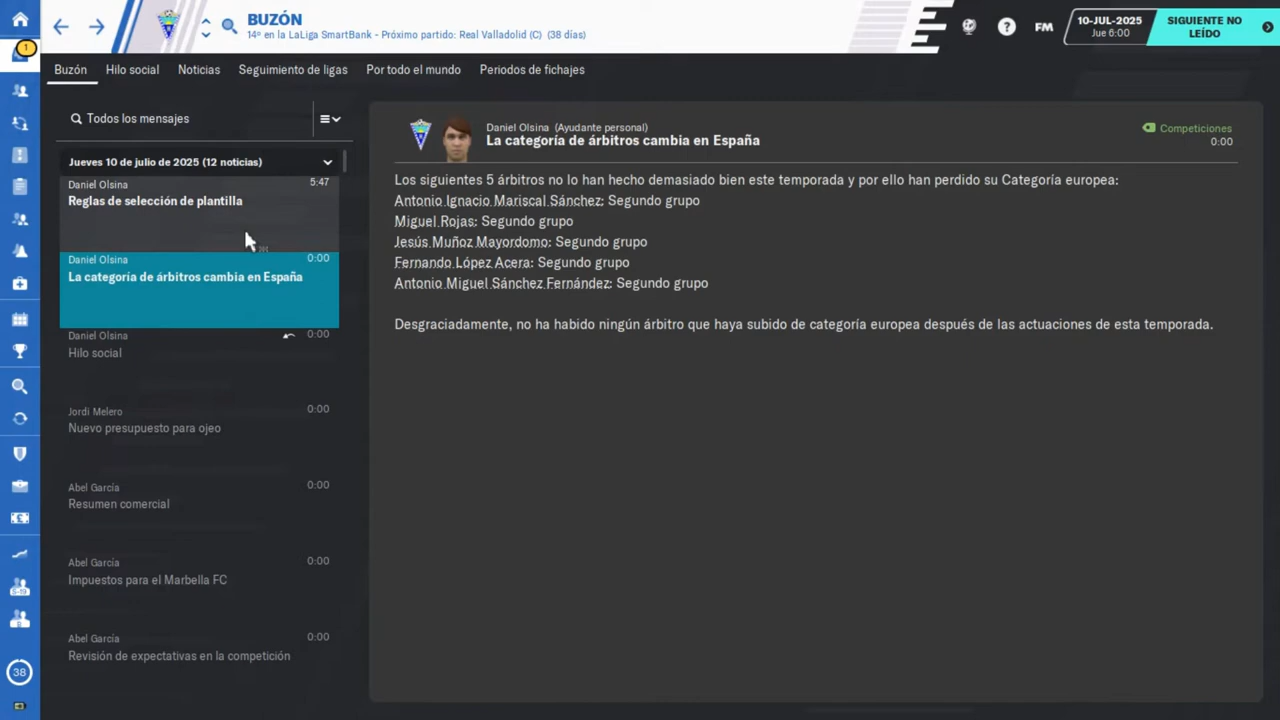 1
BUZÓN
14º en la LaLiga SmartBank - Próximo partido: Real Valladolid (C) (38 días)
?
FM
10-JUL-2025
Jue 6:00
SIGUIENTE NO LEÍDO
Buzón
Hilo social
Noticias
Seguimiento de ligas
Por todo el mundo
Periodos de fichajes
Todos los mensajes
Jueves 10 de julio de 2025 (12 noticias)
Daniel Olsina
5:47
Reglas de selección de plantilla
Daniel Olsina
0:00
La categoría de árbitros cambia en España
Daniel Olsina
0:00
Hilo social
Jordi Melero
0:00
Nuevo presupuesto para ojeo
Abel García
0:00
Resumen comercial
Abel García
0:00
Impuestos para el Marbella FC
Abel García
0:00
Revisión de expectativas en la competición
Daniel Olsina (Ayudante personal)
La categoría de árbitros cambia en España
Competiciones
0:00
Los siguientes 5 árbitros no lo han hecho demasiado bien este temporada y por ello han perdido su Categoría europea:
Antonio Ignacio Mariscal Sánchez: Segundo grupo
Miguel Rojas: Segundo grupo
Jesús Muñoz Mayordomo: Segundo grupo
Fernando López Acera: Segundo grupo
Antonio Miguel Sánchez Fernández: Segundo grupo
Desgraciadamente, no ha habido ningún árbitro que haya subido de categoría europea después de las actuaciones de esta temporada.
38